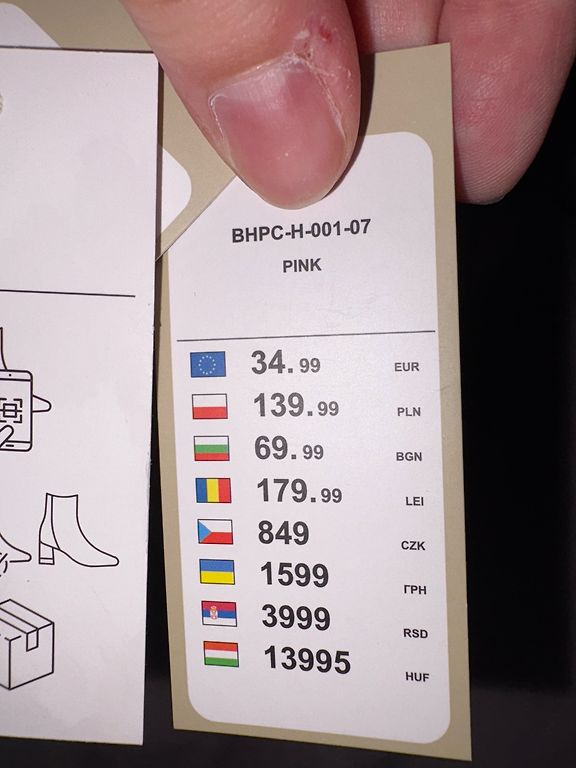 BHPC-H-001-07
PINK
34.99 EUR
139.99 PLN
69.99 BGN
179.99 LEI
849 CZK
1599 ГРН
3999 RSD
13995 HUF